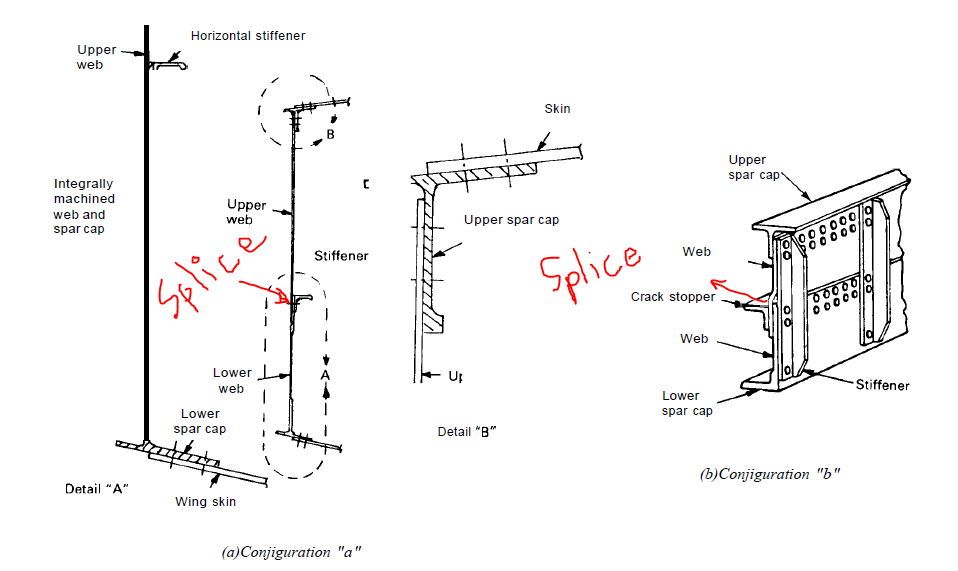 Horizontal stiffener
Upper
web
Integrally
machined
web and
spar cap
Lower
spar cap
Wing skin
Detail "A"
B
Upper
web
Splice
Stiffener
Lower
web
A
(a)Conjiguration "a"
Skin
Upper spar cap
Detail "B"
Splice
Upper
spar cap
Web
Crack stopper
Web
Lower
spar cap
Stiffener
(b)Conjiguration "b"